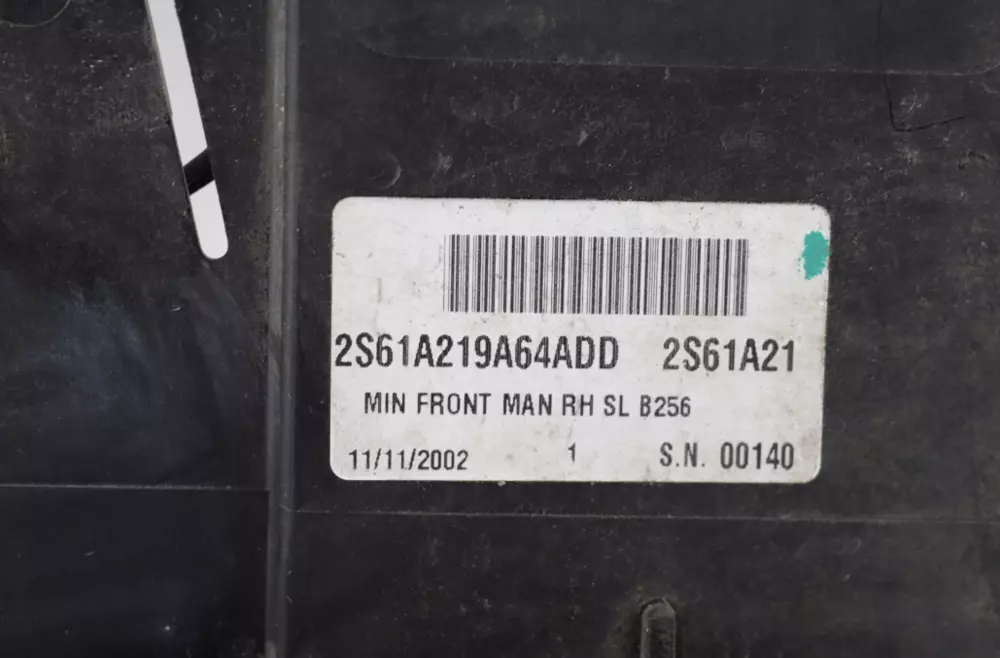 2S61A219A64ADD 2S61A21
MIN FRONT MAN RH SL B256
11/11/2002 1 S.N. 00140